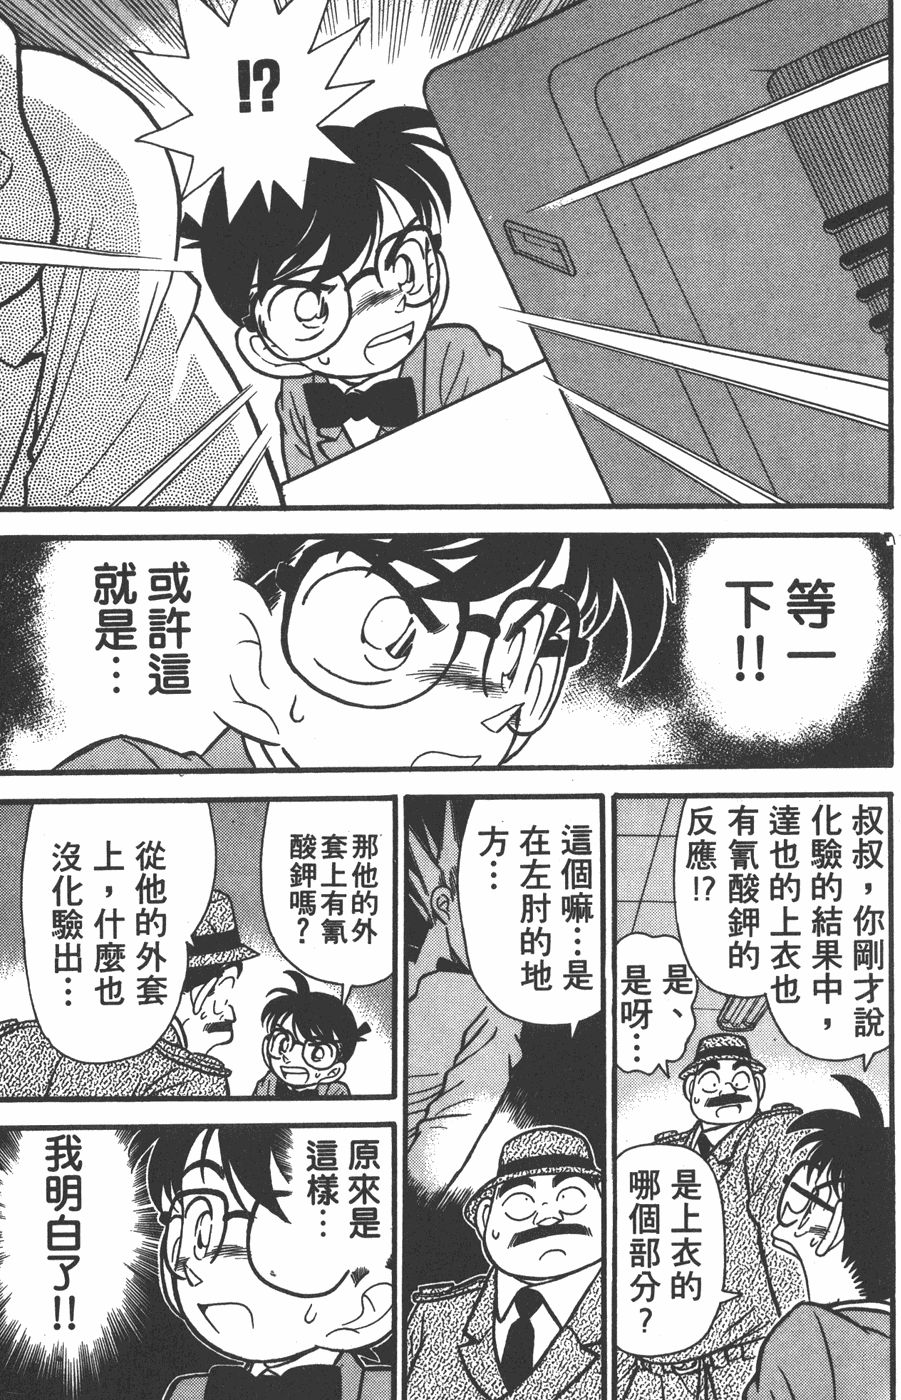 !?
等一
下!!
或許這
就是…
叔叔，你剛才說
化驗的結果中，
達也的上衣也
有氰酸鉀的
反應!?
是、
是呀…
是上衣的
哪個部分？
這個嘛…是
在左肘的地
方…
那他的外
套上有氰
酸鉀嗎？
從他的外套
上，什麼也
沒化驗出…
原來是
這樣…
我明白了!!